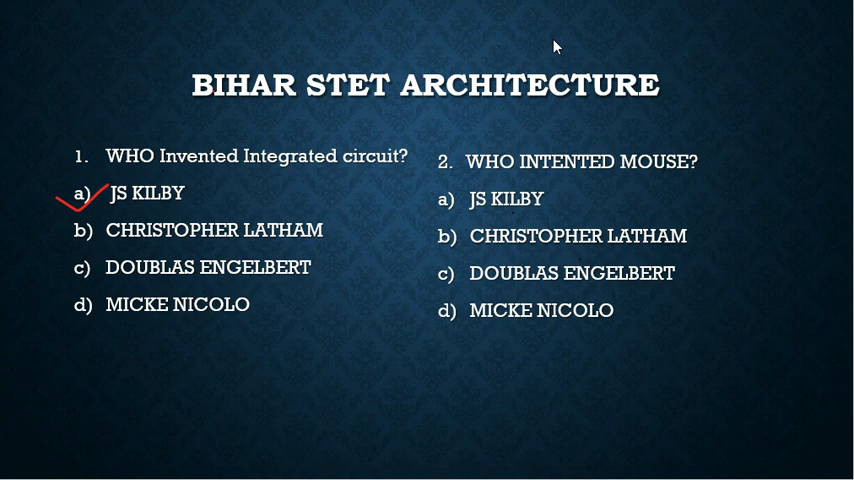 BIHAR STET ARCHITECTURE
1. WHO Invented Integrated circuit?
a) JS KILBY
b) CHRISTOPHER LATHAM
c) DOUBLAS ENGELBERT
d) MICKE NICOLO
2. WHO INTENTED MOUSE?
a) JS KILBY
b) CHRISTOPHER LATHAM
c) DOUBLAS ENGELBERT
d) MICKE NICOLO